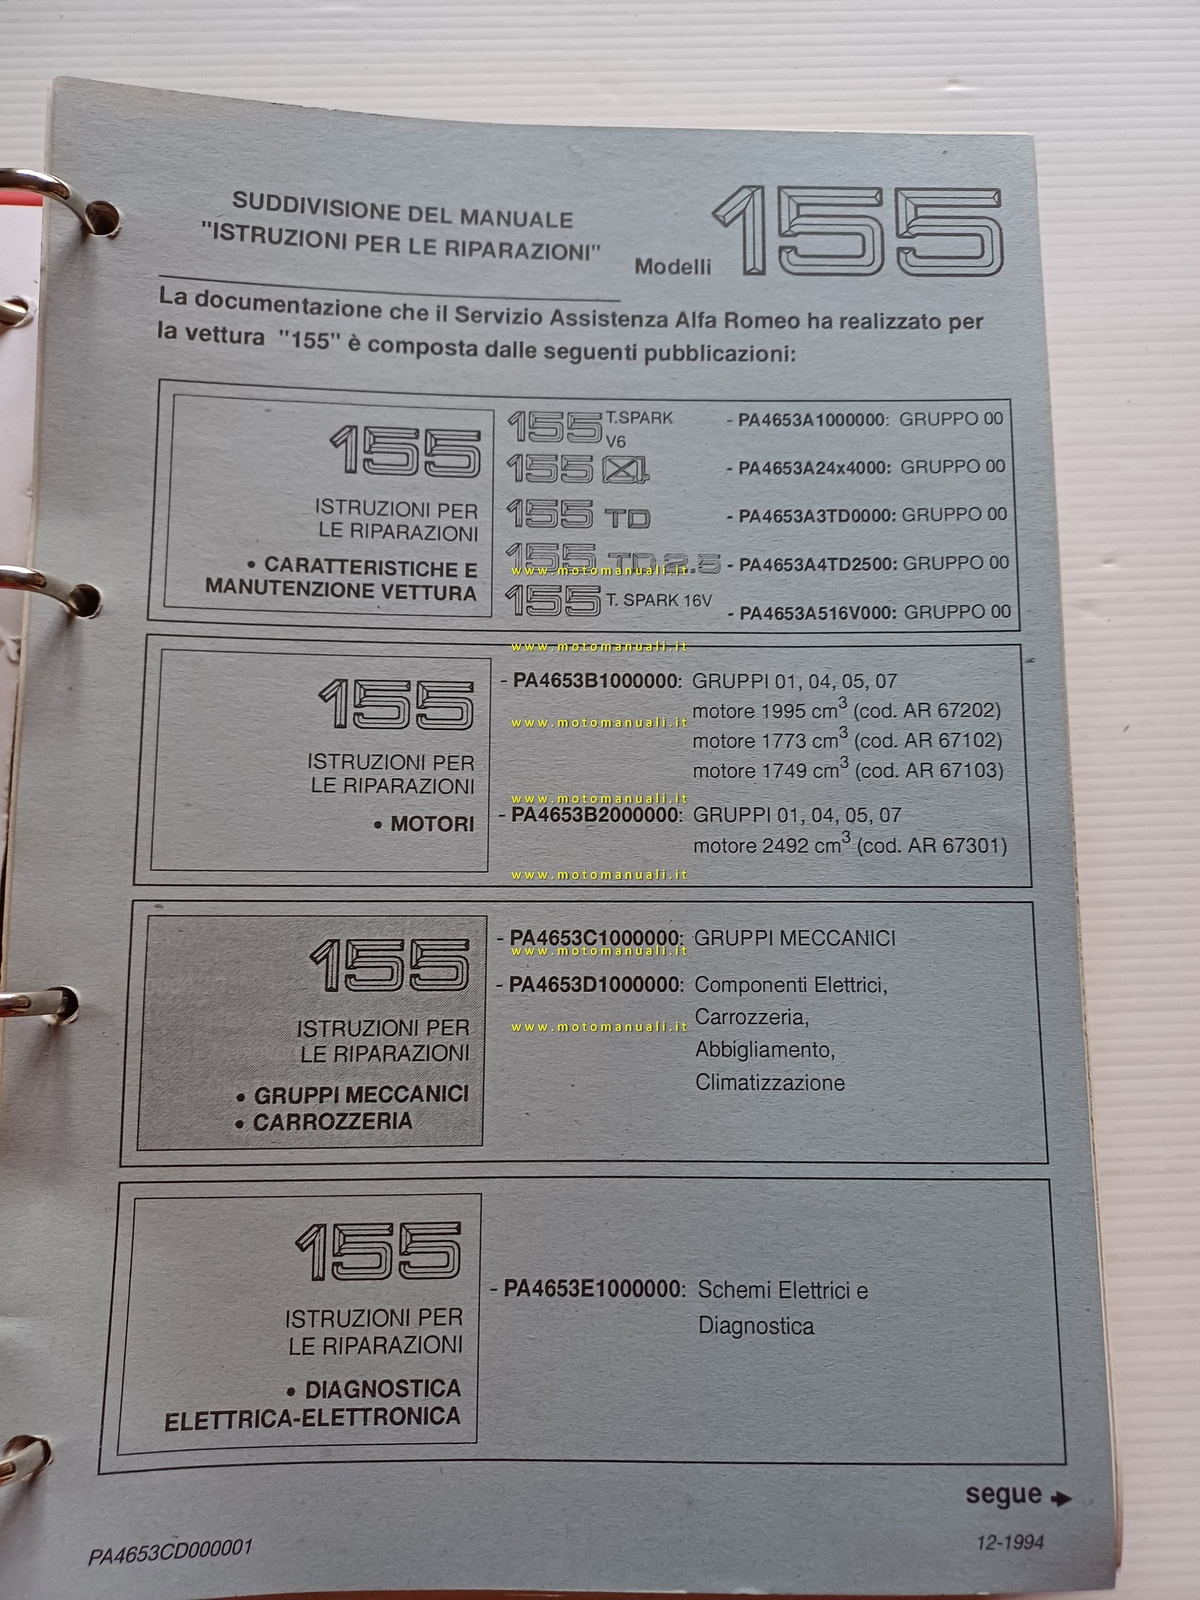 SUDDIVISIONE DEL MANUALE
"ISTRUZIONI PER LE RIPARAZIONI"
Modelli 155
La documentazione che il Servizio Assistenza Alfa Romeo ha realizzato per
la vettura "155" è composta dalle seguenti pubblicazioni:
155
ISTRUZIONI PER
LE RIPARAZIONI
• CARATTERISTICHE E
MANUTENZIONE VETTURA
155 T.SPARK V6 - PA4653A1000000: GRUPPO 00
155 - PA4653A24x4000: GRUPPO 00
155 TD - PA4653A3TD0000: GRUPPO 00
155 TD 2.5 - PA4653A4TD2500: GRUPPO 00
www.motomanuali.it
155 T. SPARK 16V - PA4653A516V000: GRUPPO 00
www.motomanuali.it
155
ISTRUZIONI PER
LE RIPARAZIONI
• MOTORI
- PA4653B1000000: GRUPPI 01, 04, 05, 07
motore 1995 cm3 (cod. AR 67202)
www.motomanuali.it
motore 1773 cm3 (cod. AR 67102)
motore 1749 cm3 (cod. AR 67103)
www.motomanuali.it
- PA4653B2000000: GRUPPI 01, 04, 05, 07
motore 2492 cm3 (cod. AR 67301)
www.motomanuali.it
155
ISTRUZIONI PER
LE RIPARAZIONI
• GRUPPI MECCANICI
• CARROZZERIA
- PA4653C1000000: GRUPPI MECCANICI
www.motomanuali.it
- PA4653D1000000: Componenti Elettrici,
Carrozzeria,
www.motomanuali.it
Abbigliamento,
Climatizzazione
155
ISTRUZIONI PER
LE RIPARAZIONI
• DIAGNOSTICA
ELETTRICA-ELETTRONICA
- PA4653E1000000: Schemi Elettrici e
Diagnostica
segue
PA4653CD000001
12-1994